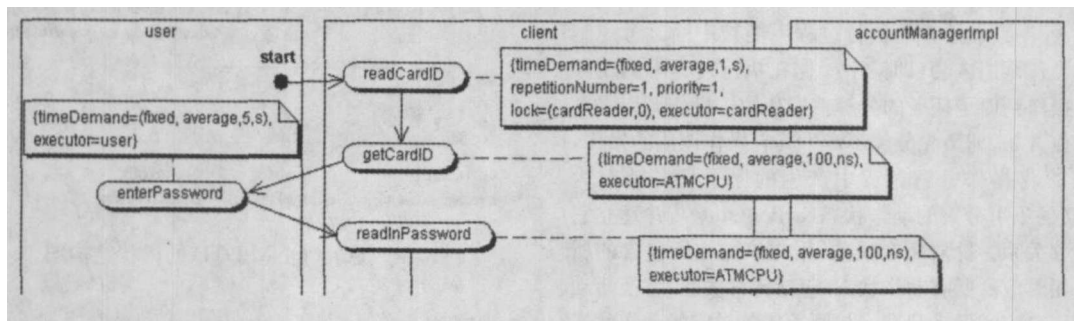 user
client
accountManagerImpl
start
readCardID
{timeDemand=(fixed, average,1,s),
repetitionNumber=1, priority=1,
lock={cardReader,0), executor=cardReader}
{timeDemand=(fixed, average,5,s),
executor=user}
getCardID
{timeDemand=(fixed, average,100,ns),
executor=ATMCPU}
enterPassword
readInPassword
{timeDemand=(fixed, average,100,ns),
executor=ATMCPU}